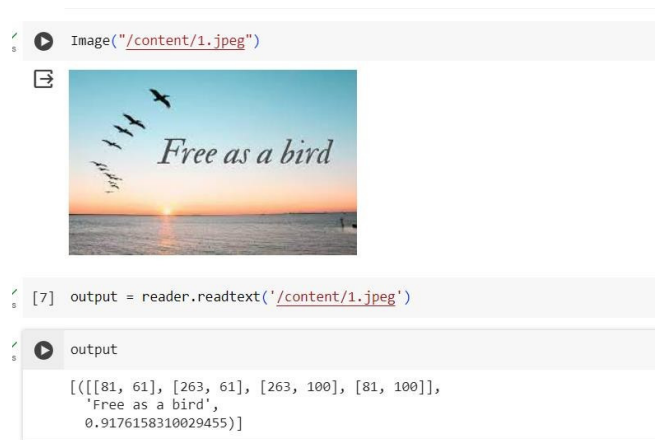 Image("/content/1.jpeg")
Free as a bird
[7] output = reader.readtext('/content/1.jpeg')
output
[([[81, 61], [263, 61], [263, 100], [81, 100]],
'Free as a bird',
0.9176158310029455)]